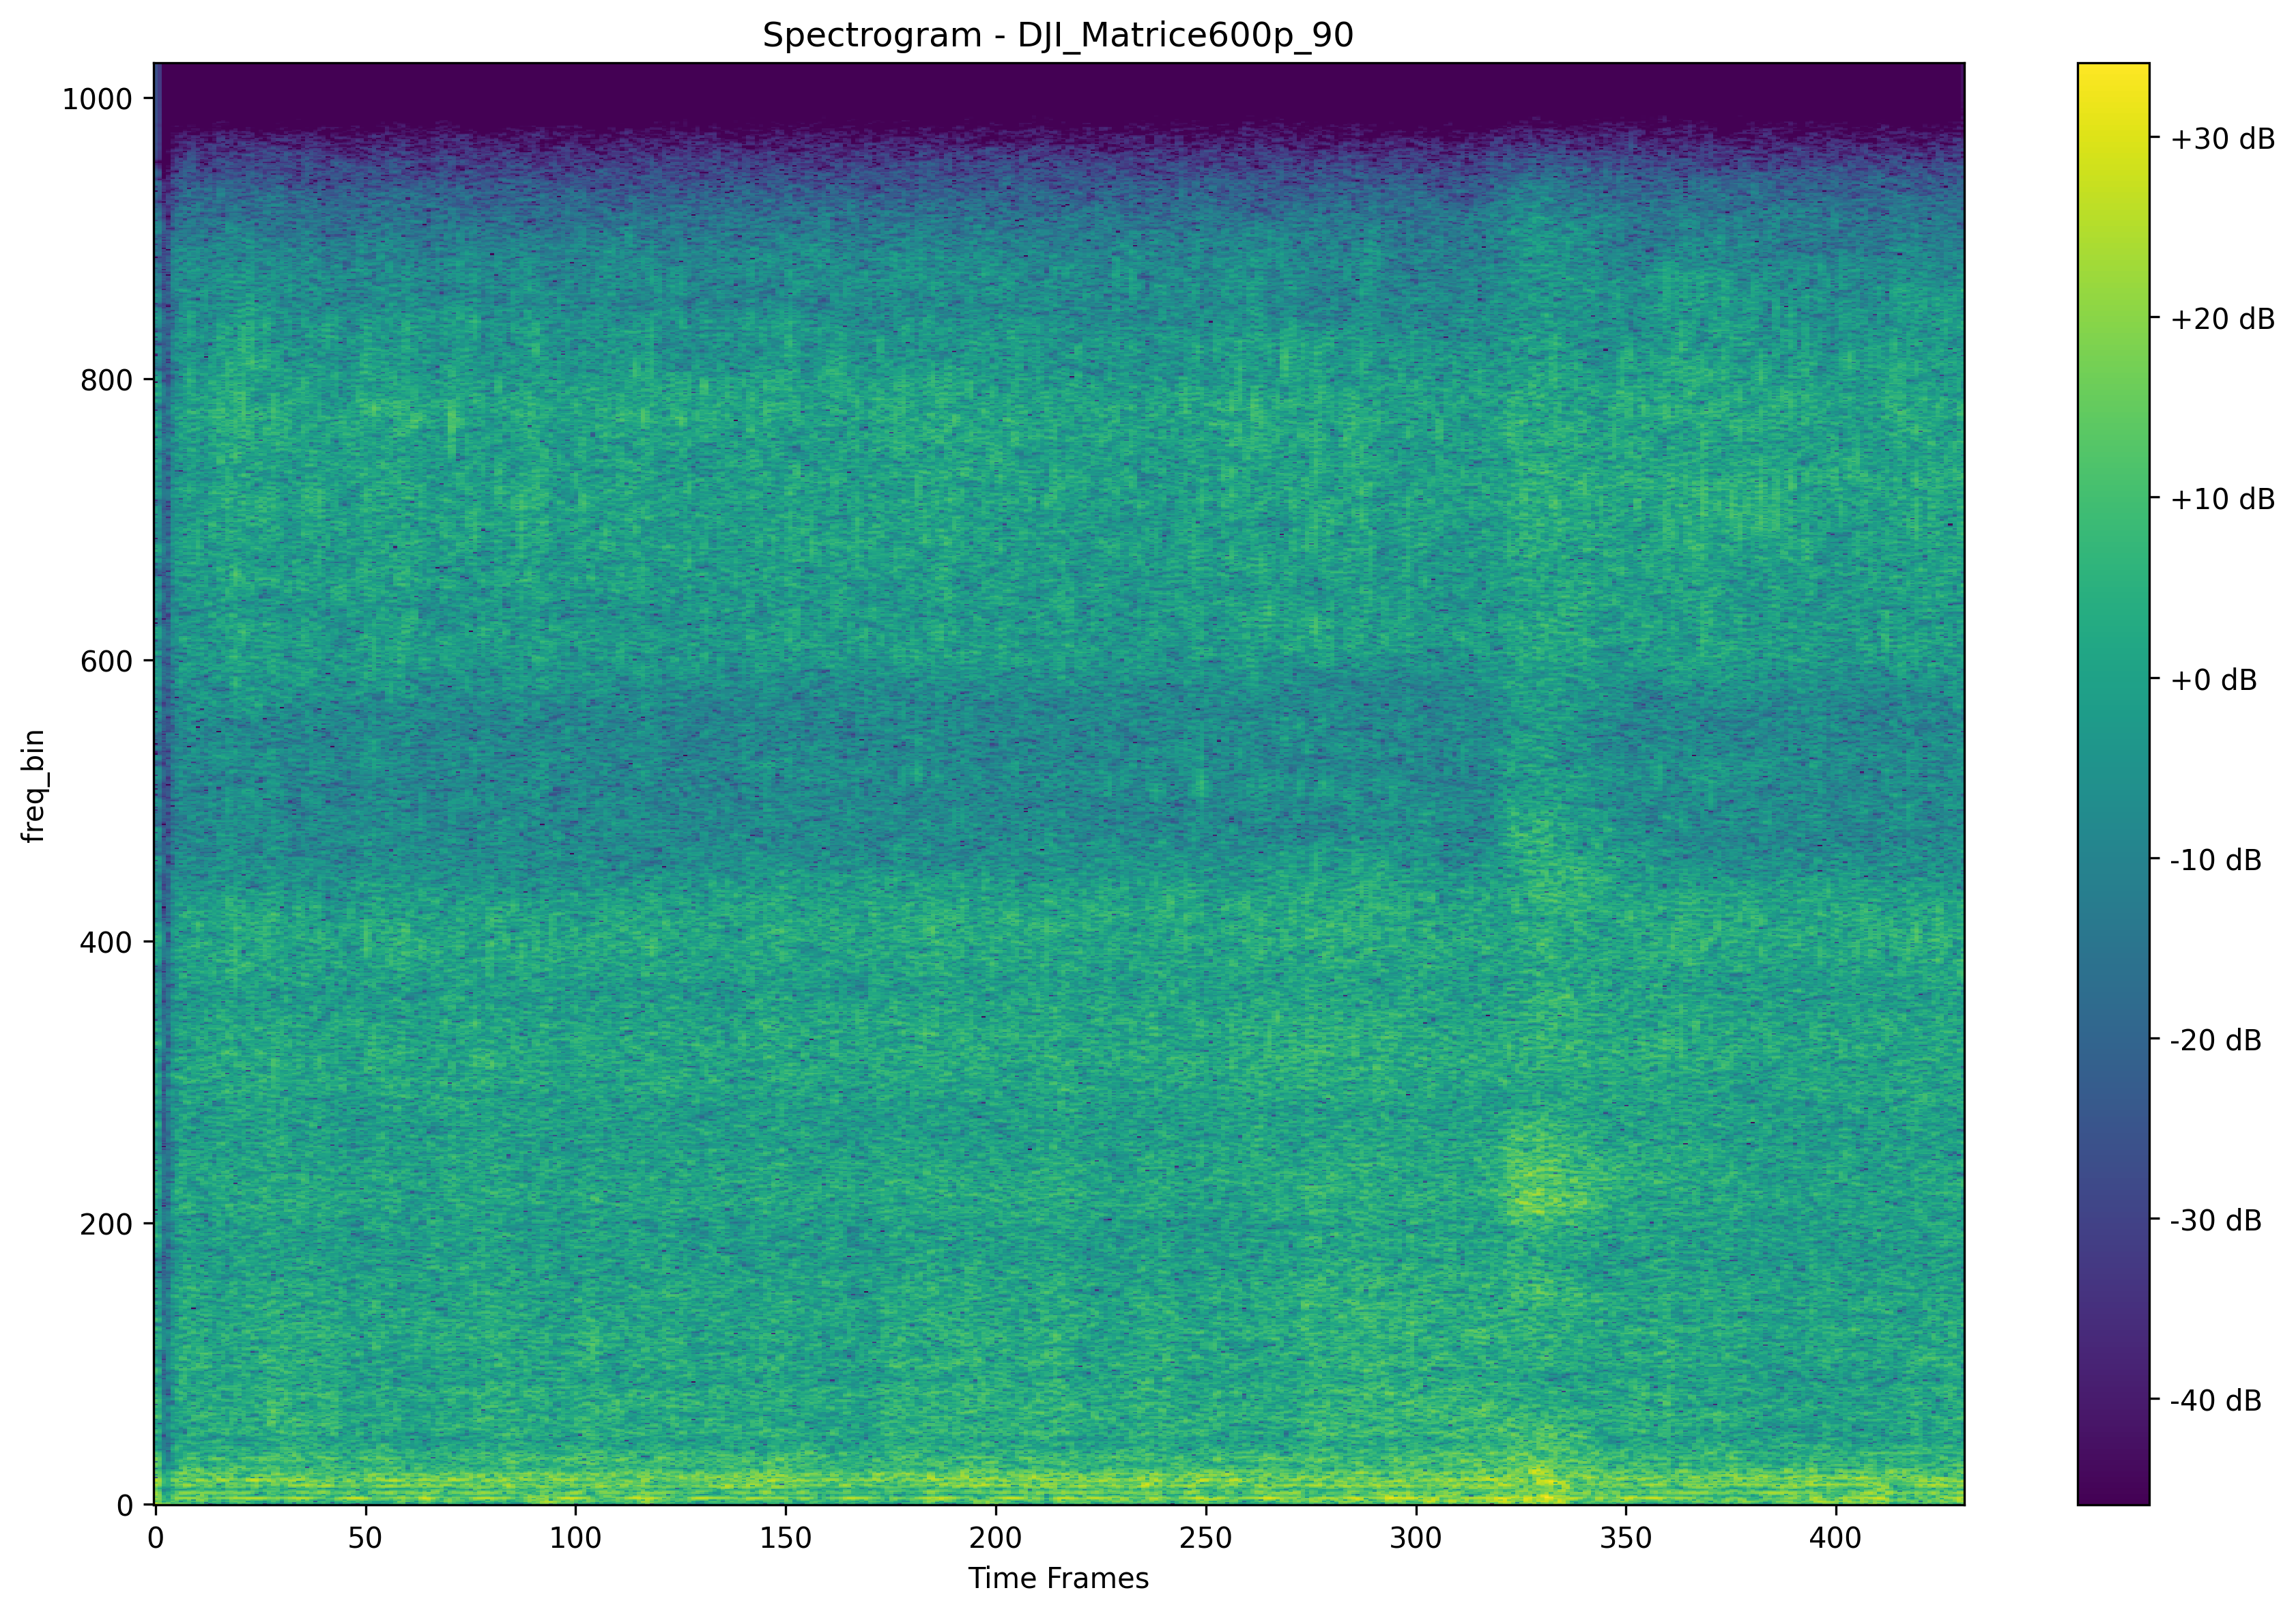 Spectrogram - DJI_Matrice600p_90
1000
800
600
400
200
0
freq_bin
0 50 100 150 200 250 300 350 400
Time Frames
+30 dB
+20 dB
+10 dB
+0 dB
-10 dB
-20 dB
-30 dB
-40 dB